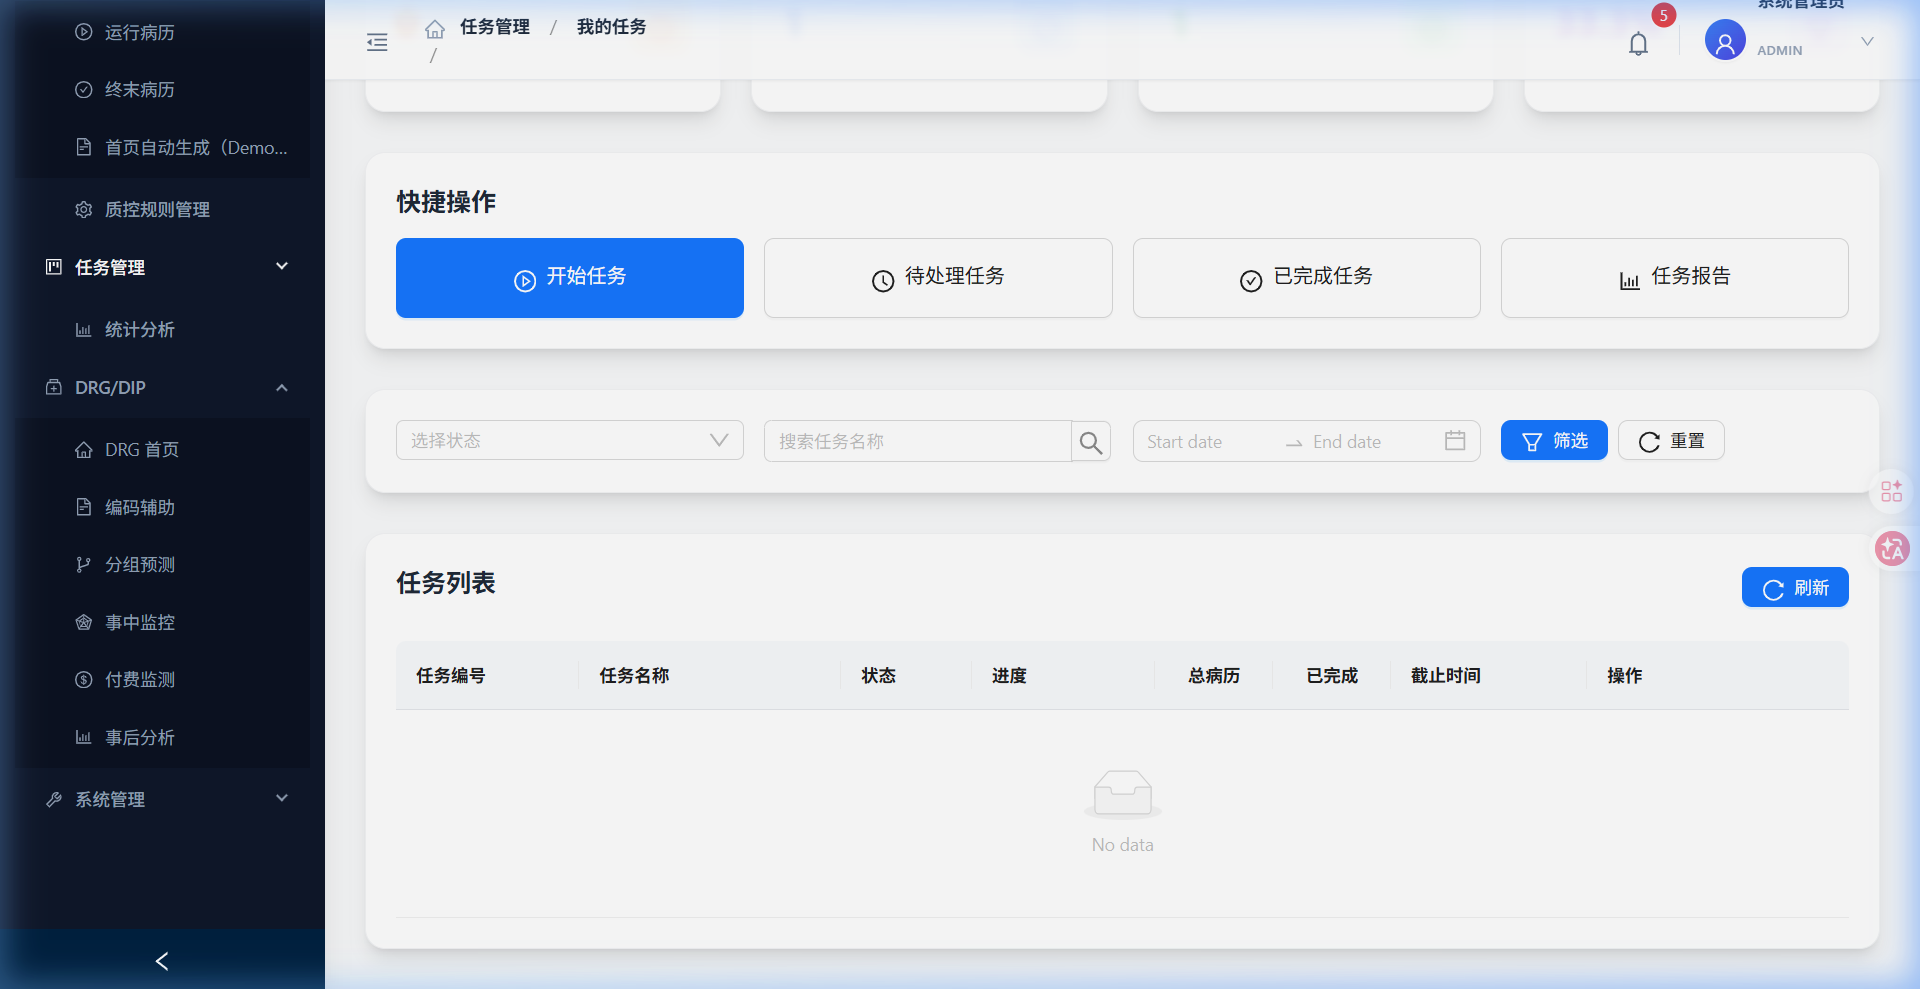 运行病历
终末病历
首页自动生成（Demo...
质控规则管理
任务管理
统计分析
DRG/DIP
DRG 首页
编码辅助
分组预测
事中监控
付费监测
事后分析
系统管理
任务管理 / 我的任务
/
5
系统管理员
ADMIN
快捷操作
开始任务
待处理任务
已完成任务
任务报告
选择状态
搜索任务名称
Start date
End date
筛选
重置
任务列表
刷新
任务编号 任务名称 状态 进度 总病历 已完成 截止时间 操作
No data